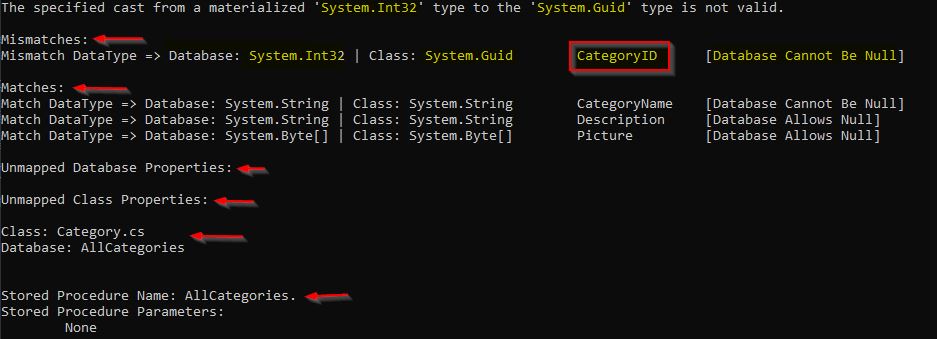 The specified cast from a materialized 'System.Int32' type to the 'System.Guid' type is not valid.
Mismatches:
Mismatch DataType => Database: System.Int32 | Class: System.Guid CategoryID [Database Cannot Be Null]
Matches:
Match DataType => Database: System.String | Class: System.String CategoryName [Database Cannot Be Null]
Match DataType => Database: System.String | Class: System.String Description [Database Allows Null]
Match DataType => Database: System.Byte[] | Class: System.Byte[] Picture [Database Allows Null]
Unmapped Database Properties:
Unmapped Class Properties:
Class: Category.cs
Database: AllCategories
Stored Procedure Name: AllCategories.
Stored Procedure Parameters:
None